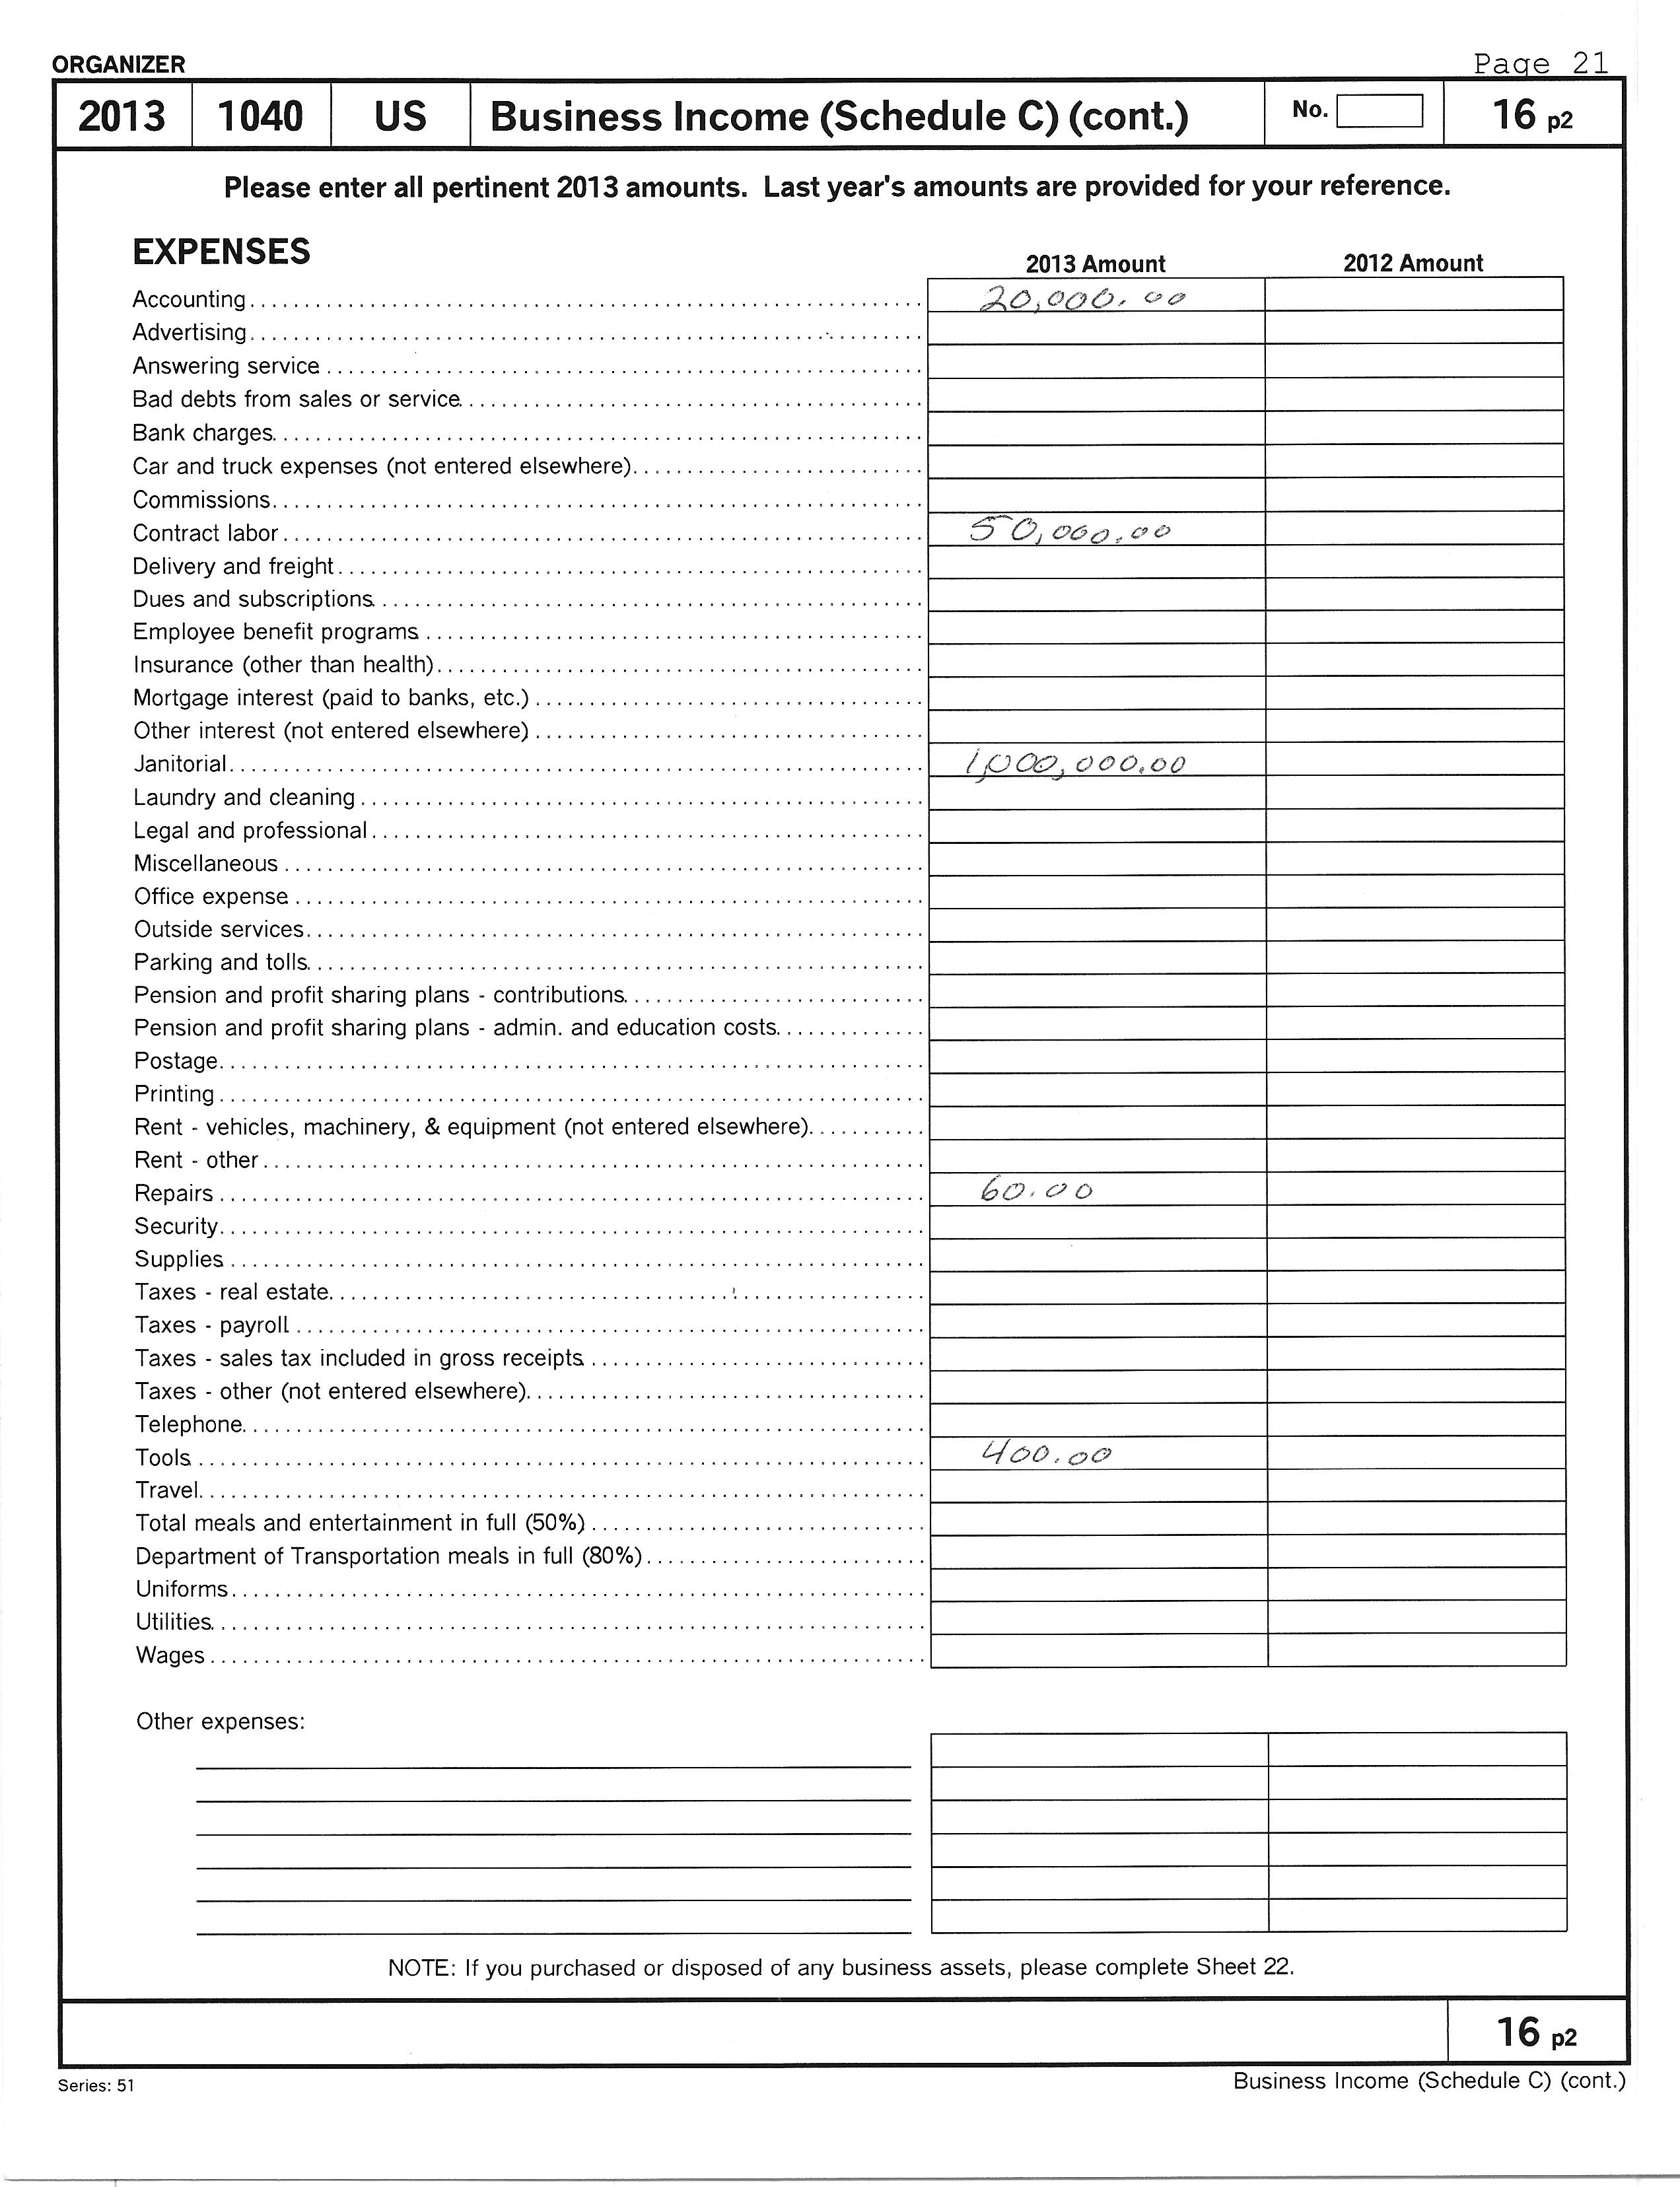 ORGANIZER Page 21
2013 1040 US Business Income (Schedule C) (cont.) No. 16 p2
Please enter all pertinent 2013 amounts. Last year's amounts are provided for your reference.
EXPENSES 2013 Amount 2012 Amount
Accounting 20,000.00
Advertising
Answering service
Bad debts from sales or service
Bank charges
Car and truck expenses (not entered elsewhere)
Commissions
Contract labor 50,000.00
Delivery and freight
Dues and subscriptions
Employee benefit programs
Insurance (other than health)
Mortgage interest (paid to banks, etc.)
Other interest (not entered elsewhere)
Janitorial 1,000,000.00
Laundry and cleaning
Legal and professional
Miscellaneous
Office expense
Outside services
Parking and tolls
Pension and profit sharing plans - contributions
Pension and profit sharing plans - admin. and education costs
Postage
Printing
Rent - vehicles, machinery, & equipment (not entered elsewhere)
Rent - other
Repairs 60.00
Security
Supplies
Taxes - real estate
Taxes - payroll
Taxes - sales tax included in gross receipts
Taxes - other (not entered elsewhere)
Telephone
Tools 400.00
Travel
Total meals and entertainment in full (50%)
Department of Transportation meals in full (80%)
Uniforms
Utilities
Wages
Other expenses:
NOTE: If you purchased or disposed of any business assets, please complete Sheet 22.
16 p2
Series: 51 Business Income (Schedule C) (cont.)